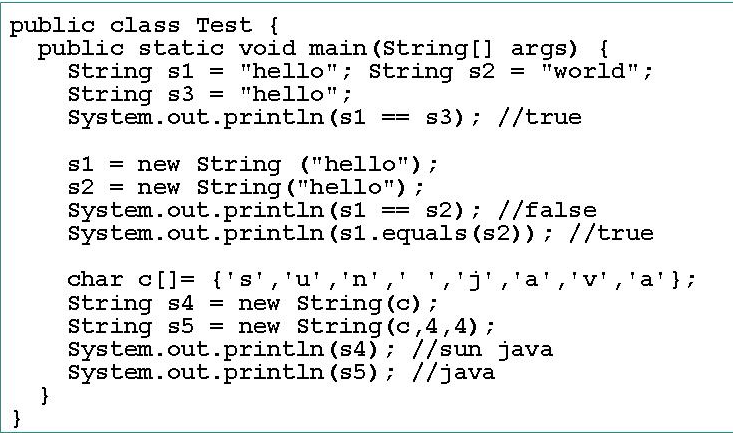 public class Test {
  public static void main(String[] args) {
    String s1 = "hello"; String s2 = "world";
    String s3 = "hello";
    System.out.println(s1 == s3); //true

    s1 = new String ("hello");
    s2 = new String("hello");
    System.out.println(s1 == s2); //false
    System.out.println(s1.equals(s2)); //true

    char c[]= {'s','u','n',' ','j','a','v','a'};
    String s4 = new String(c);
    String s5 = new String(c,4,4);
    System.out.println(s4); //sun java
    System.out.println(s5); //java
  }
}